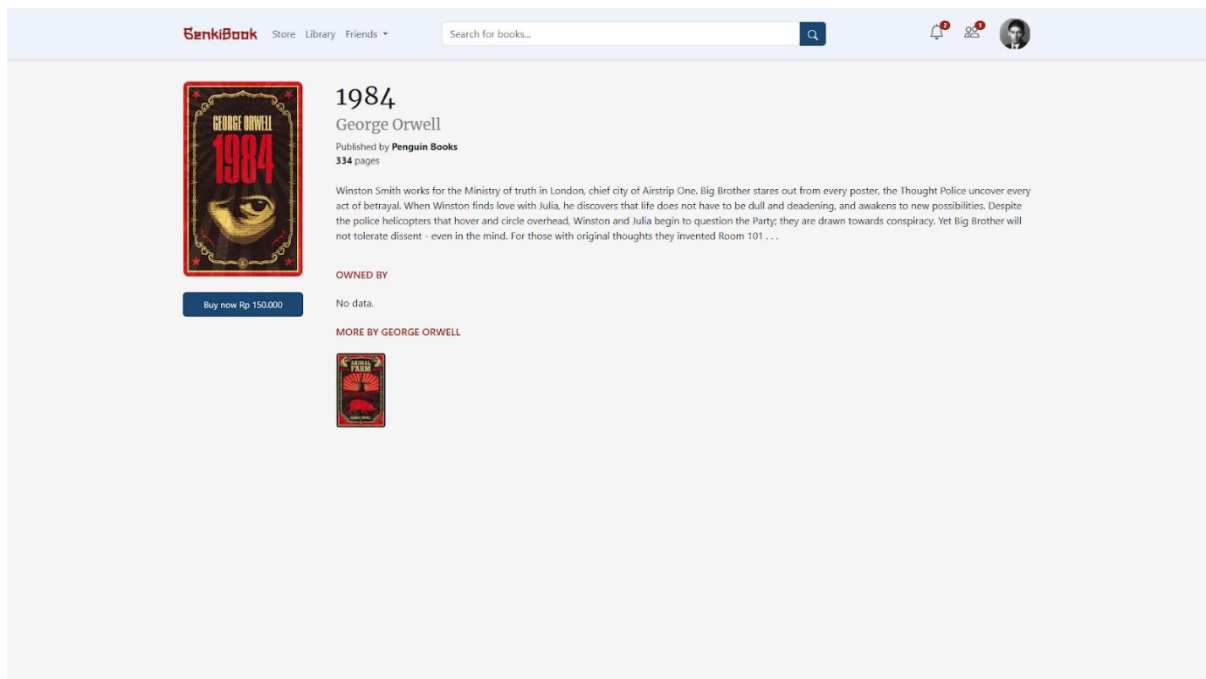 GenkiBook Store Library Friends Search for books... 2 1
GEORGE ORWELL
1984
1984
George Orwell
Published by Penguin Books
334 pages
Winston Smith works for the Ministry of truth in London, chief city of Airstrip One. Big Brother stares out from every poster, the Thought Police uncover every
act of betrayal. When Winston finds love with Julia, he discovers that life does not have to be dull and deadening, and awakens to new possibilities. Despite
the police helicopters that hover and circle overhead, Winston and Julia begin to question the Party; they are drawn towards conspiracy. Yet Big Brother will
not tolerate dissent - even in the mind. For those with original thoughts they invented Room 101 . . .
OWNED BY
Buy now Rp 150.000
No data.
MORE BY GEORGE ORWELL
ANIMAL
FARM
GEORGE ORWELL